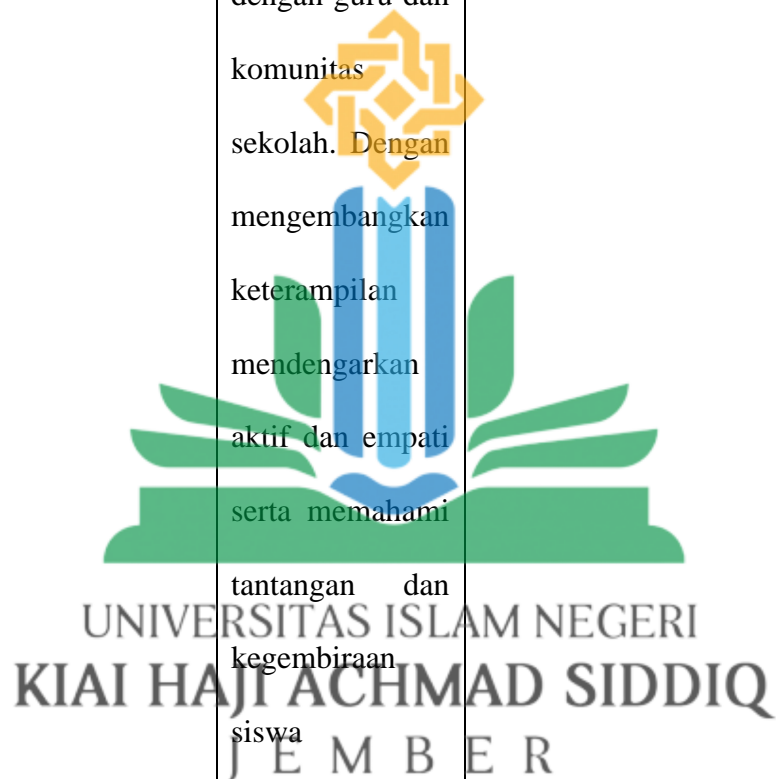 dengan guru dan
komunitas
sekolah. Dengan
mengembangkan
keterampilan
mendengarkan
aktif dan empati
serta memahami
tantangan dan
UNIVERSITAS ISLAM NEGERI
kegembiraan
KIAI HAJI ACHMAD SIDDIQ
siswa
JEMBER